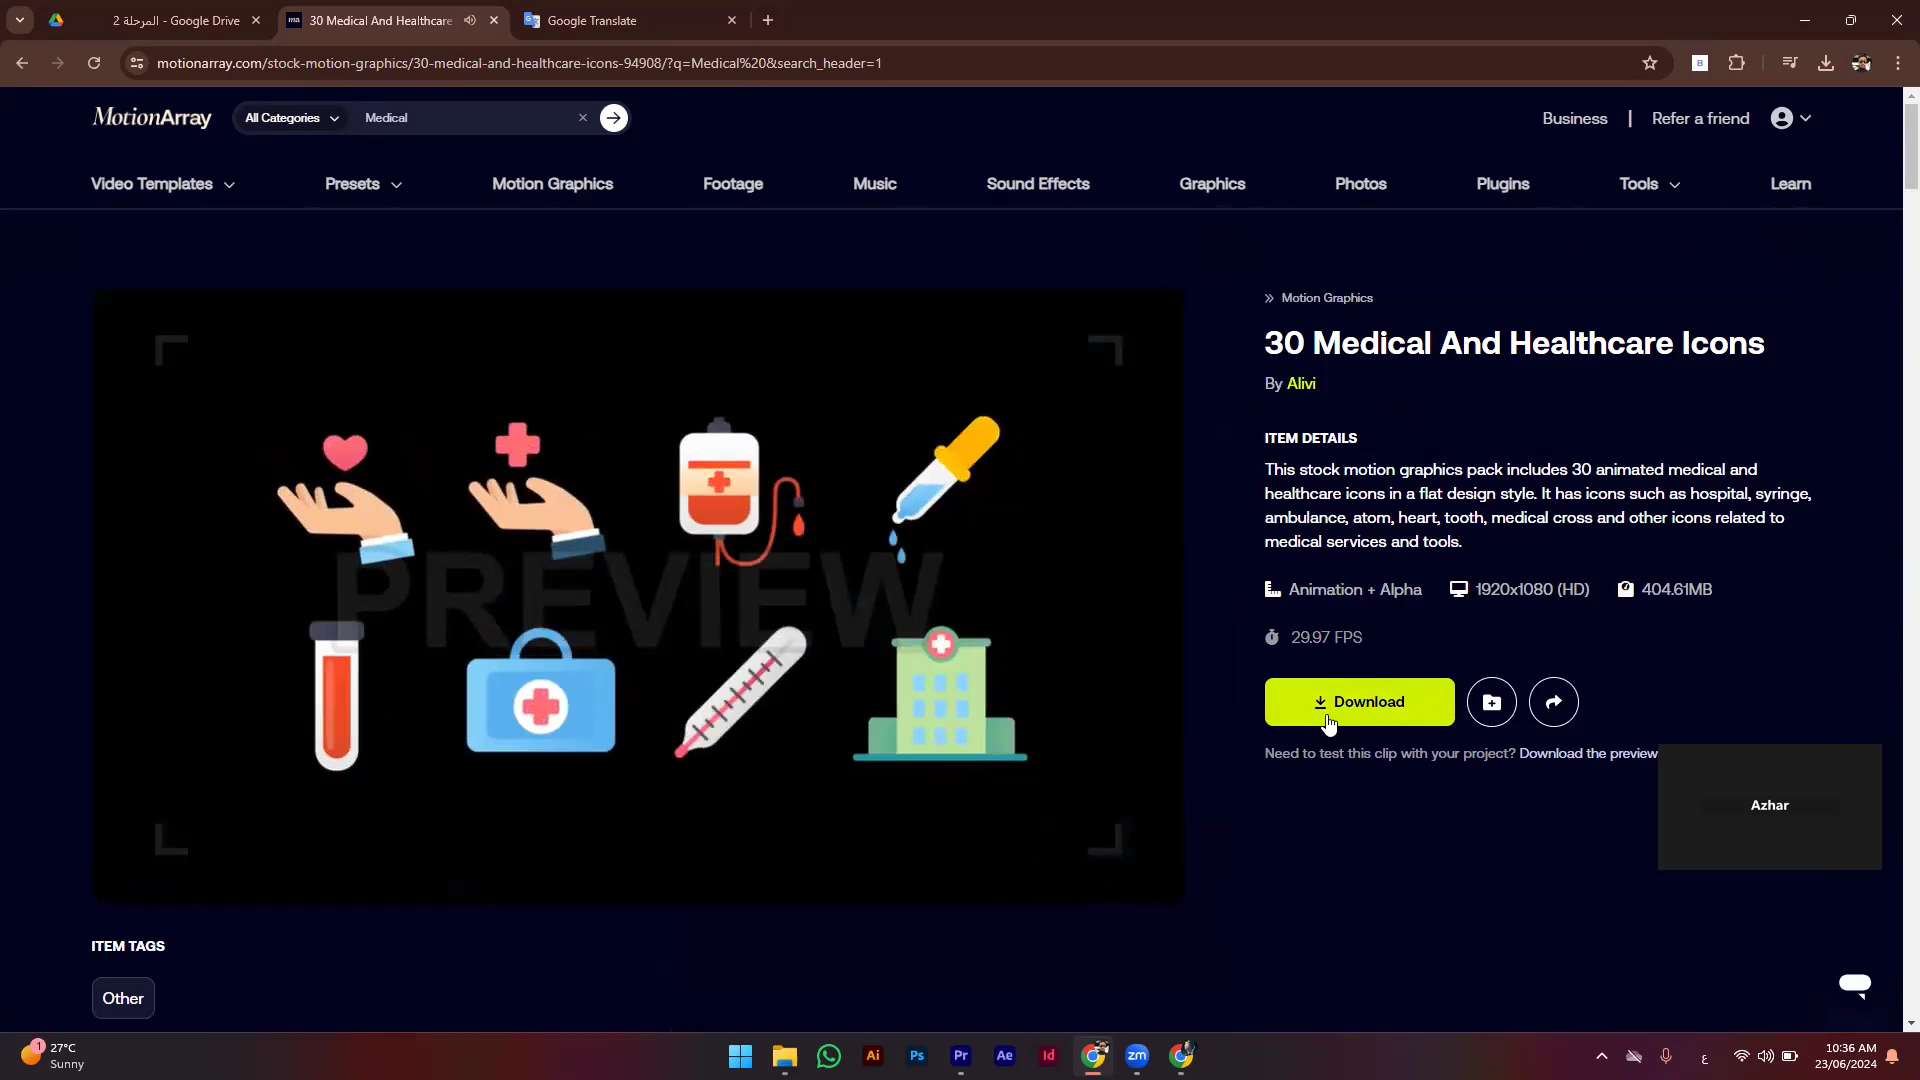 المرحلة 2 - Google Drive
30 Medical And Healthcare
Google Translate
motionarray.com/stock-motion-graphics/30-medical-and-healthcare-icons-94908/?q=Medical%20&search_header=1
MotionArray
All Categories
Medical
Business
Refer a friend
Video Templates
Presets
Motion Graphics
Footage
Music
Sound Effects
Graphics
Photos
Plugins
Tools
Learn
PREVIEW
Motion Graphics
30 Medical And Healthcare Icons
By Alivi
ITEM DETAILS
This stock motion graphics pack includes 30 animated medical and
healthcare icons in a flat design style. It has icons such as hospital, syringe,
ambulance, atom, heart, tooth, medical cross and other icons related to
medical services and tools.
Animation + Alpha
1920x1080 (HD)
404.61MB
29.97 FPS
Download
Need to test this clip with your project? Download the preview
Azhar
ITEM TAGS
Other
1
27°C
Sunny
Ai
Ps
Pr
Ae
Id
zm
ع
10:36 AM
23/06/2024